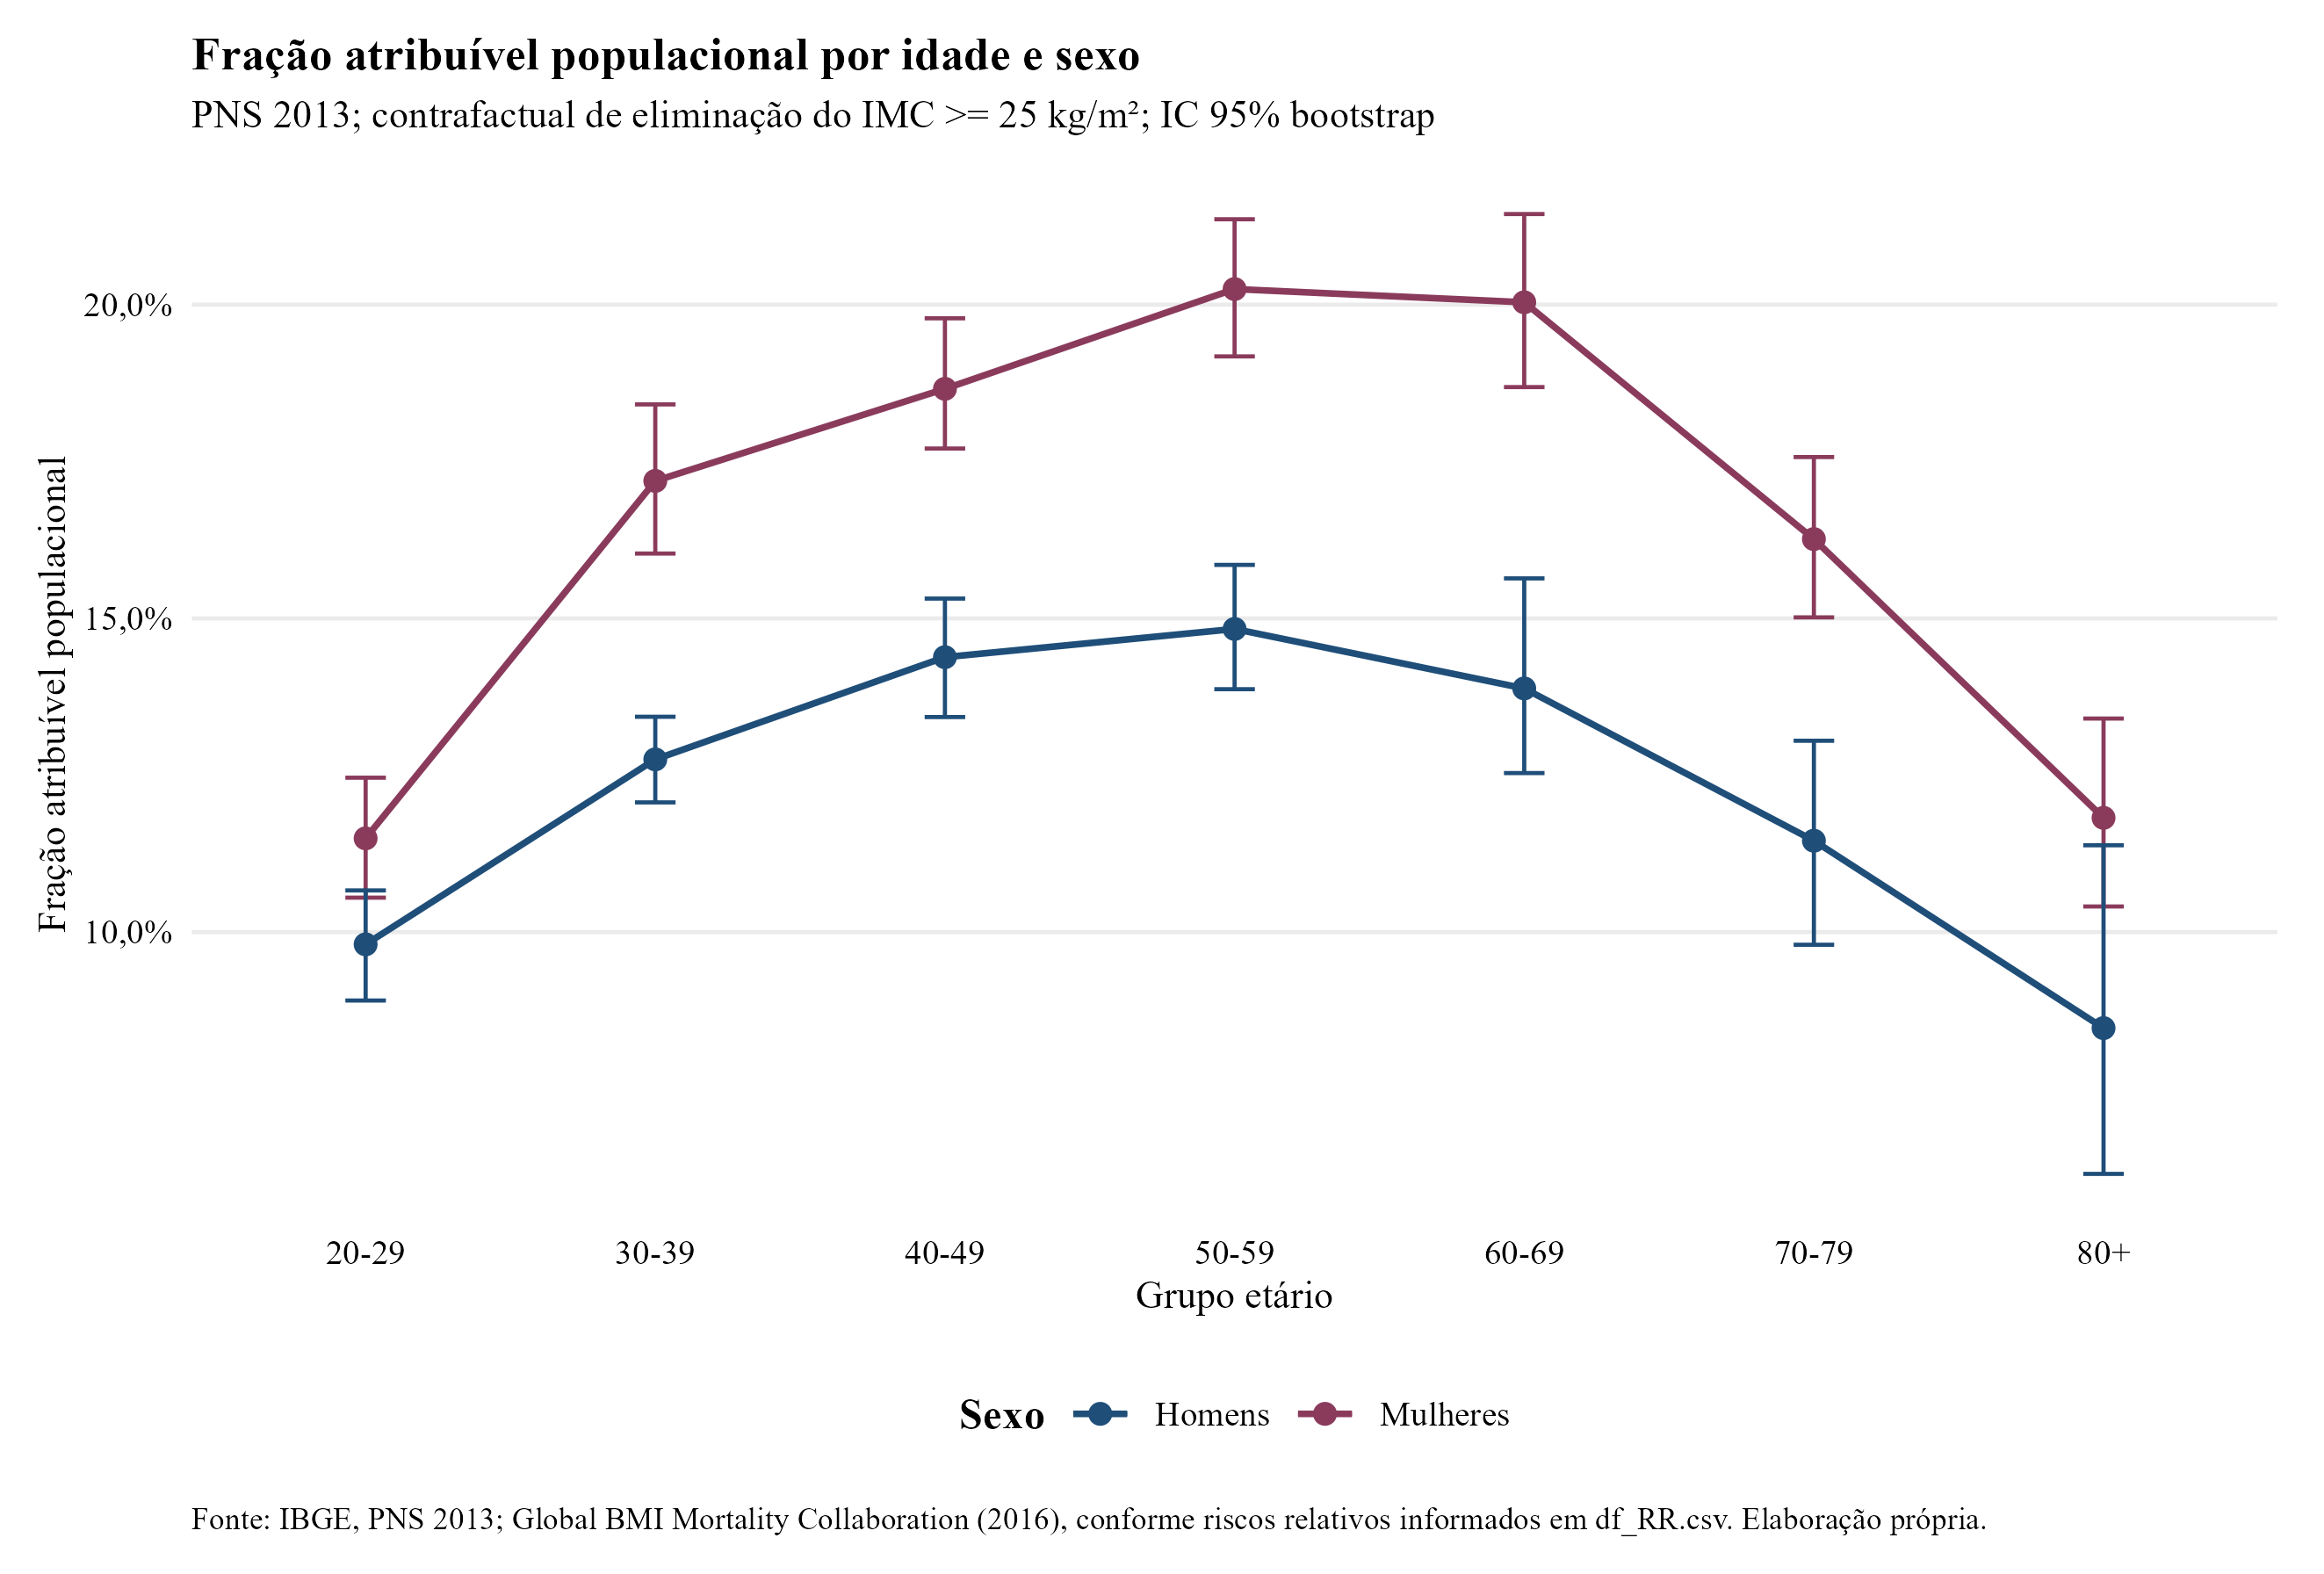 Fração atribuível populacional por idade e sexo
PNS 2013; contrafactual de eliminação do IMC >= 25 kg/m²; IC 95% bootstrap
Fração atribuível populacional
20,0%
15,0%
10,0%
20-29
30-39
40-49
50-59
60-69
70-79
80+
Grupo etário
Sexo
Homens
Mulheres
Fonte: IBGE, PNS 2013; Global BMI Mortality Collaboration (2016), conforme riscos relativos informados em df_RR.csv. Elaboração própria.